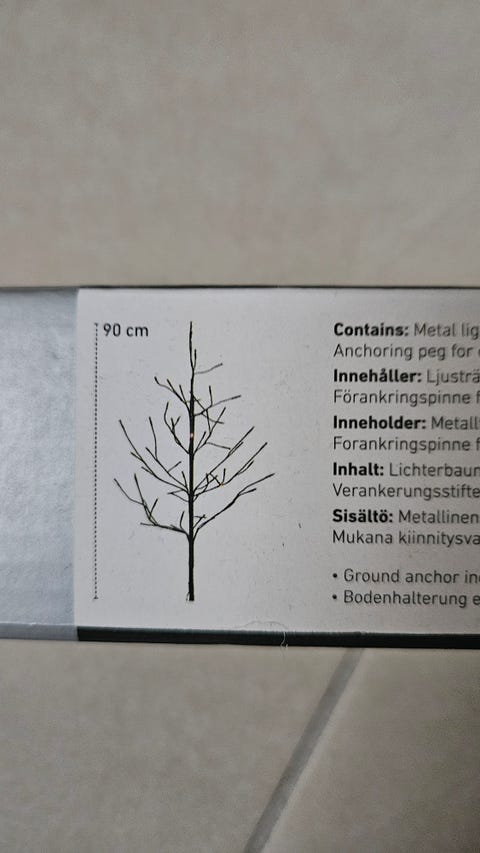 90 cm
Contains: Metal lig
Anchoring peg for
Innehåller: Ljusträ
Förankringspinne f
Inneholder: Metall
Forankringspinne f
Inhalt: Lichterbau
Verankerungsstifte
Sisältö: Metallinen
Mukana kiinnitysva
• Ground anchor in
• Bodenhalterung e